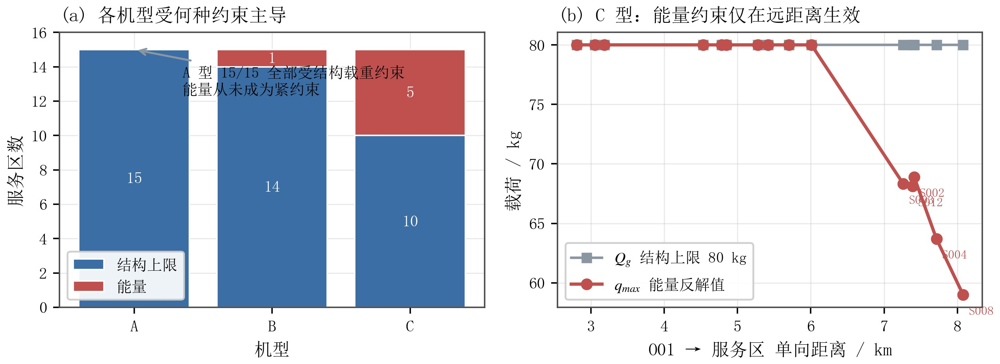 (a) 各机型受何种约束主导
16
14
12
10
8
6
4
2
0
服务区数
15
14
1
10
5
A 型 15/15 全部受结构载重约束
能量从未成为紧约束
结构上限
能量
A
B
C
机型
(b) C 型：能量约束仅在远距离生效
80
75
70
65
60
载荷 / kg
S002
S003
S012
S004
S008
Qg 结构上限 80 kg
qmax 能量反解值
3
4
5
6
7
8
O01 → 服务区 单向距离 / km